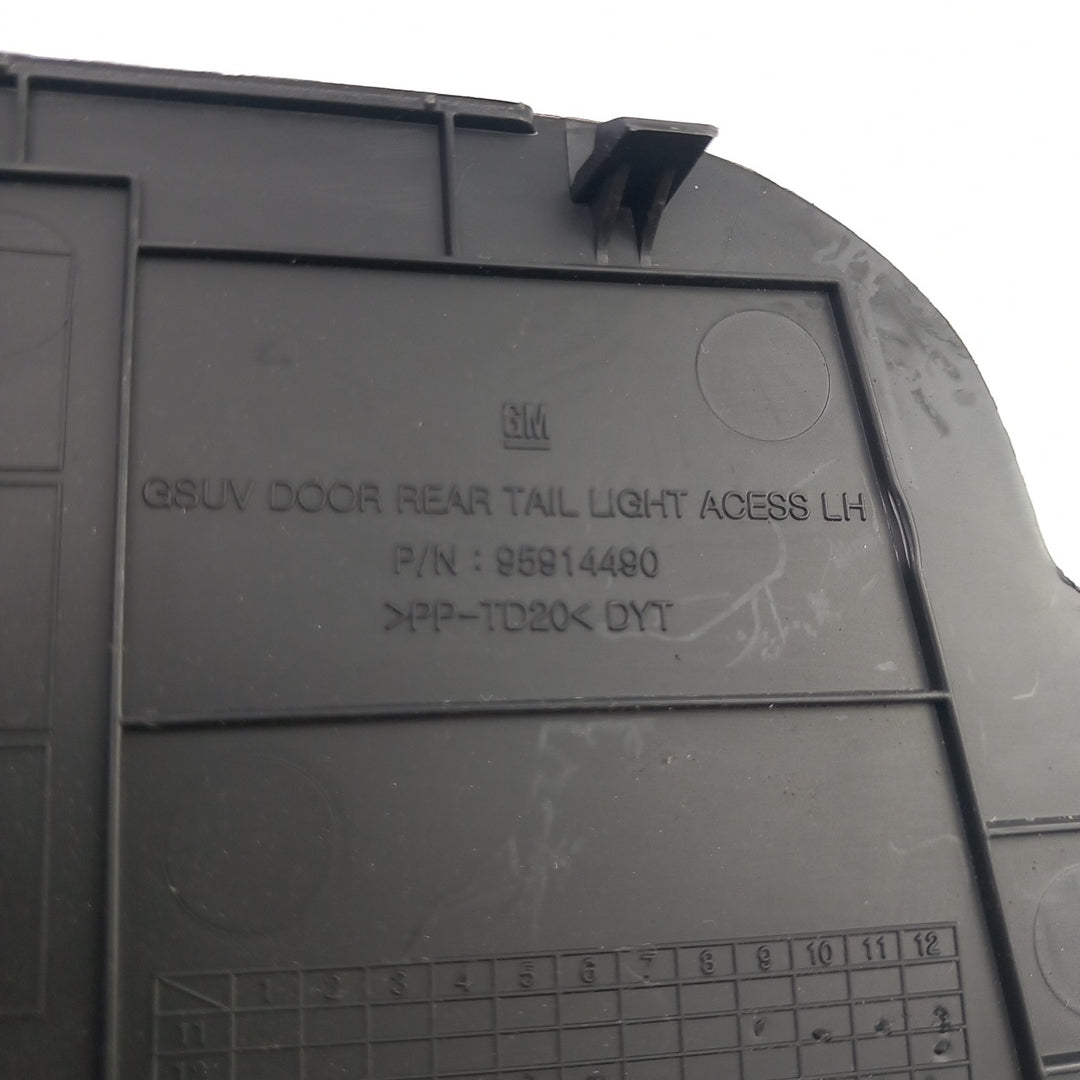 GM
GSUV DOOR REAR TAIL LIGHT ACESS LH
P/N : 95914490
>PP-TD20< DYT
1 2 3 4 5 6 7 8 9 10 11 12
11